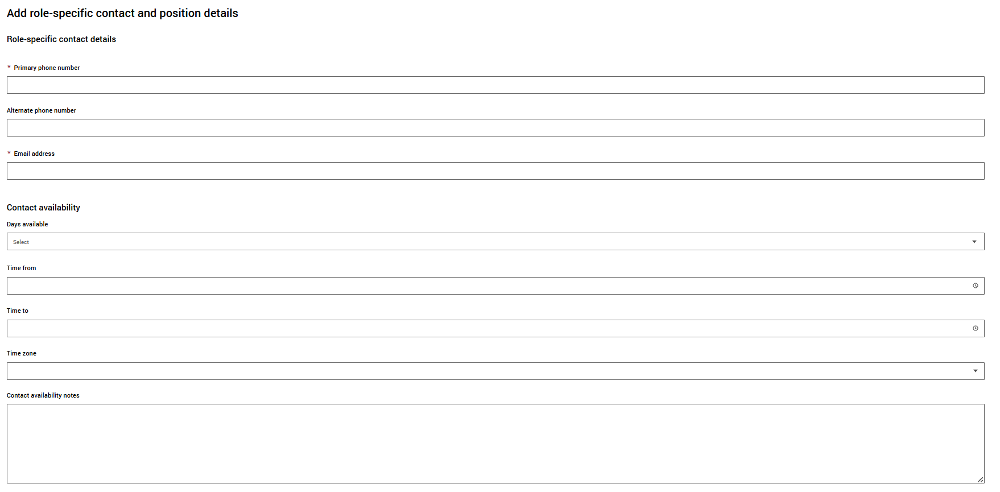 Add role-specific contact and position details
Role-specific contact details
* Primary phone number
Alternate phone number
* Email address
Contact availability
Days available
Select
Time from
Time to
Time zone
Contact availability notes